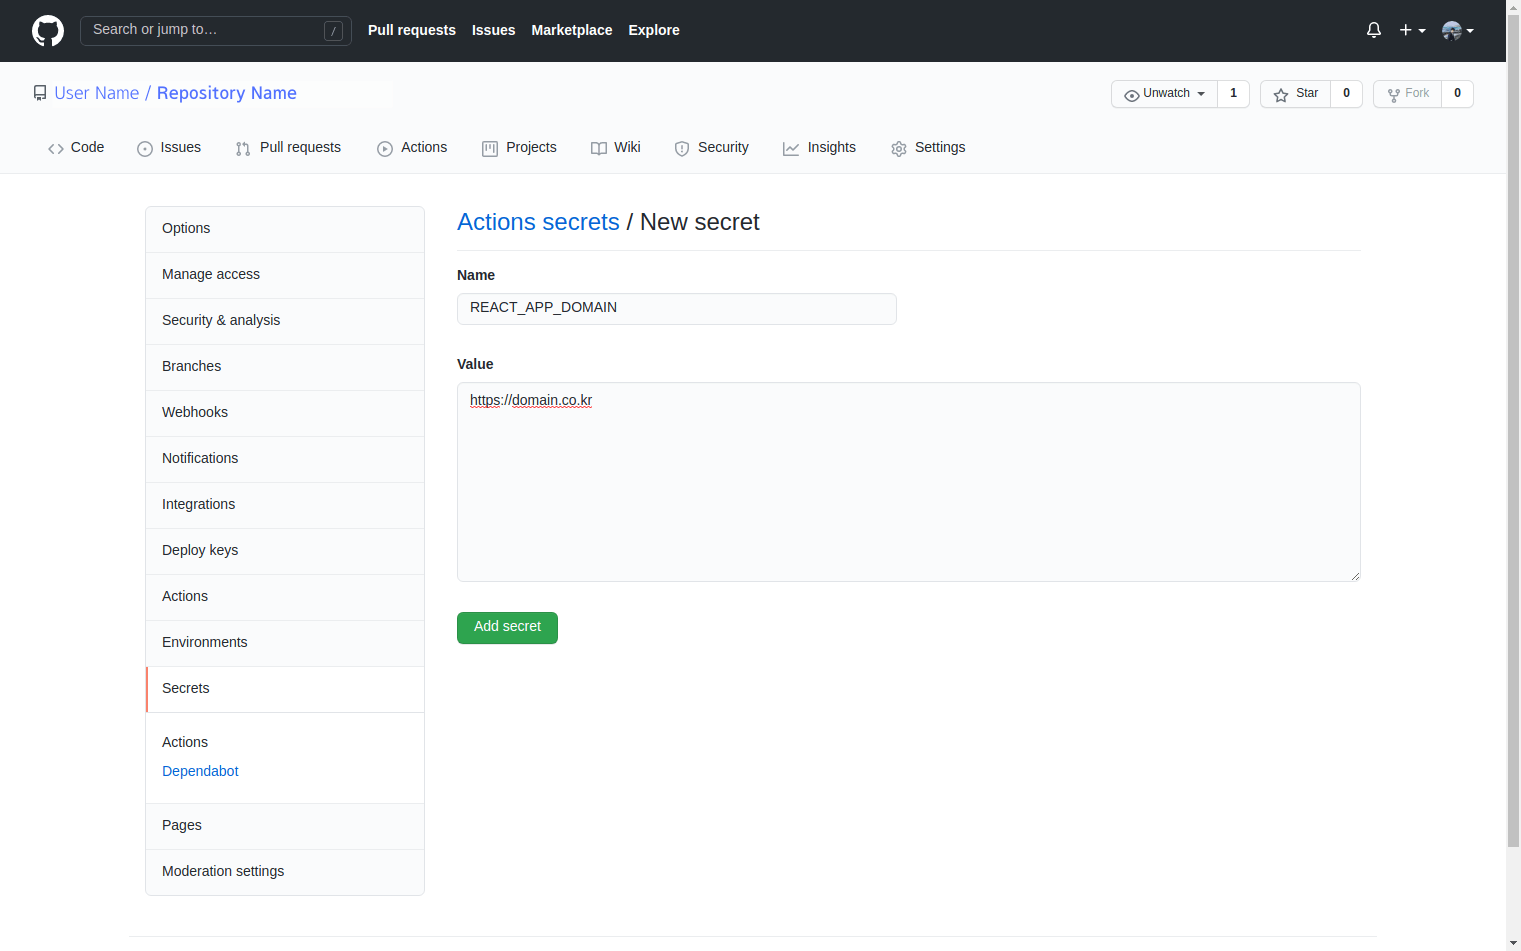 Search or jump to… /
Pull requests Issues Marketplace Explore
User Name / Repository Name
Unwatch 1 Star 0 Fork 0
Code Issues Pull requests Actions Projects Wiki Security Insights Settings
Options
Manage access
Security & analysis
Branches
Webhooks
Notifications
Integrations
Deploy keys
Actions
Environments
Secrets
Actions
Dependabot
Pages
Moderation settings
Actions secrets / New secret
Name
REACT_APP_DOMAIN
Value
https://domain.co.kr
Add secret